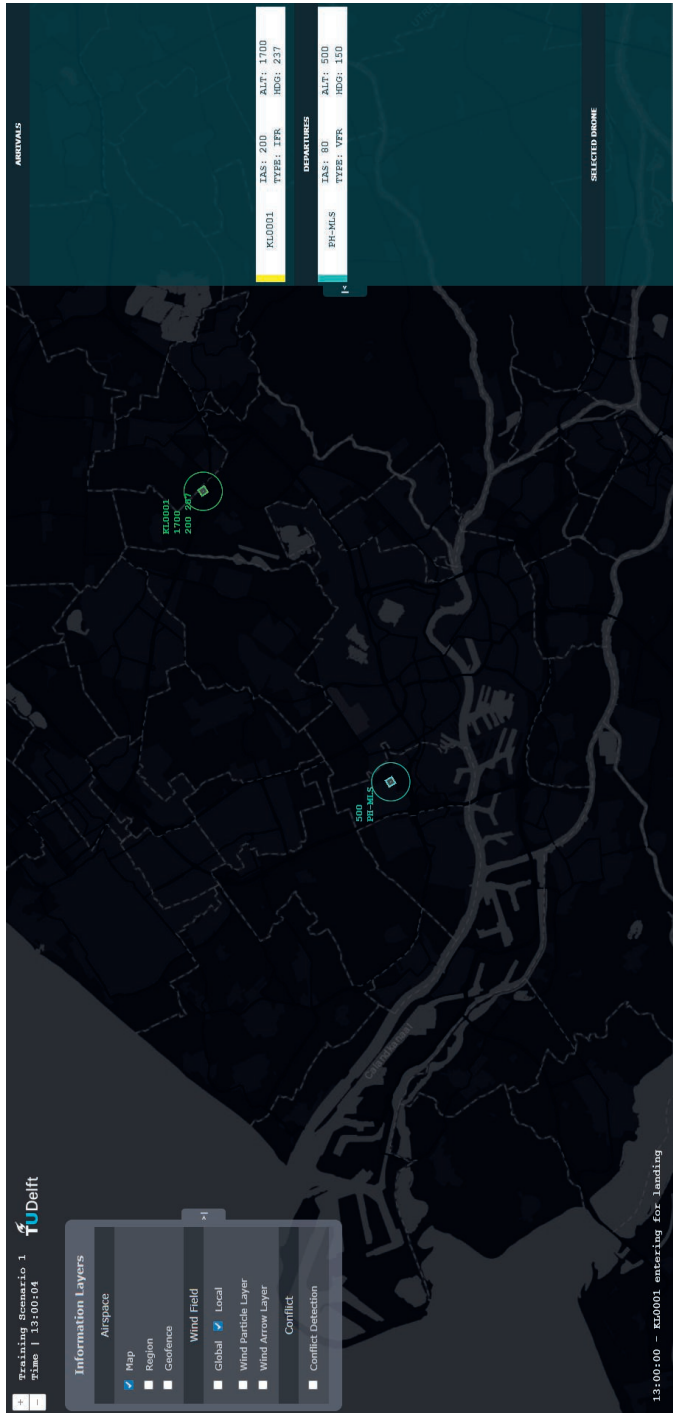 +
−
Training Scenario 1
Time | 13:00:04
TUDelft
Information Layers
Airspace
Map
Region
Geofence
Wind Field
Global
Local
Wind Particle Layer
Wind Arrow Layer
Conflict
Conflict Detection
>|
Calandkanaal
500
PH-MLS
KL0001
1700
200 237
|<
ARRIVALS
KL0001 IAS: 200 ALT: 1700
TYPE: IFR HDG: 237
DEPARTURES
PH-MLS IAS: 80 ALT: 500
TYPE: VFR HDG: 150
SELECTED DRONE
13:00:00 - KL0001 entering for landing